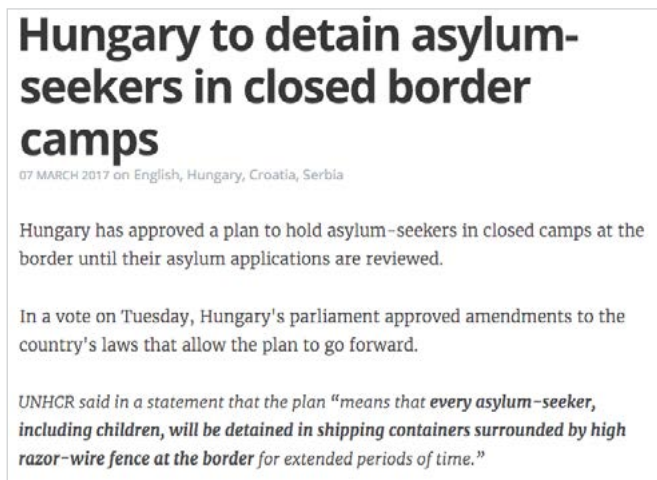 Hungary to detain asylum-
seekers in closed border
camps
07 MARCH 2017 on English, Hungary, Croatia, Serbia
Hungary has approved a plan to hold asylum-seekers in closed camps at the
border until their asylum applications are reviewed.
In a vote on Tuesday, Hungary's parliament approved amendments to the
country's laws that allow the plan to go forward.
UNHCR said in a statement that the plan “means that every asylum-seeker,
including children, will be detained in shipping containers surrounded by high
razor-wire fence at the border for extended periods of time.”